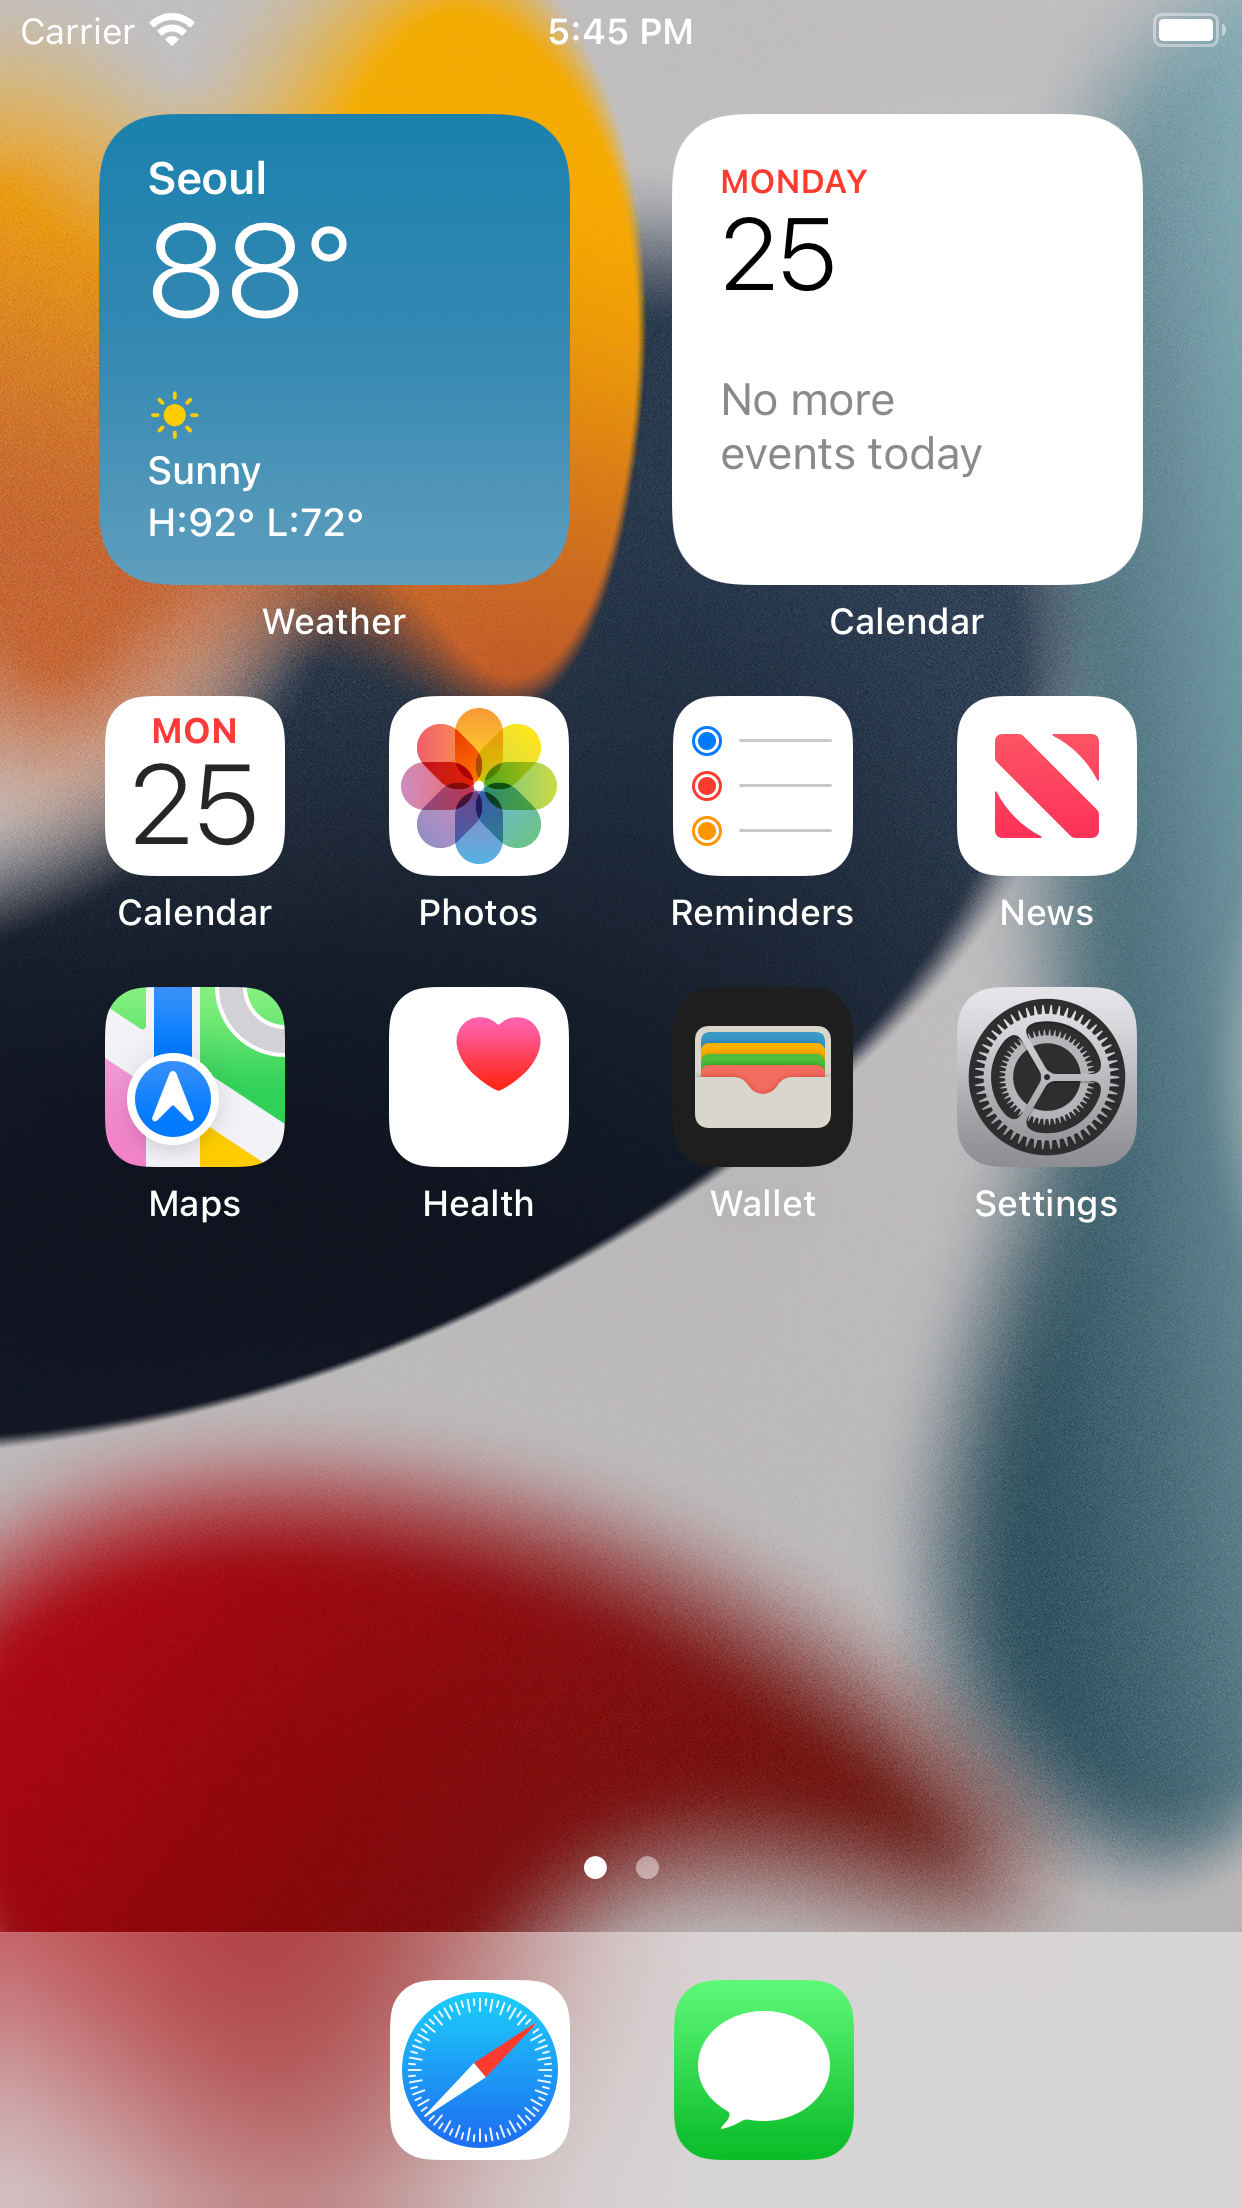 Carrier
5:45 PM
Seoul
88°
Sunny
H:92° L:72°
Weather
MONDAY
25
No more
events today
Calendar
MON
25
Calendar
Photos
Reminders
News
Maps
Health
Wallet
Settings